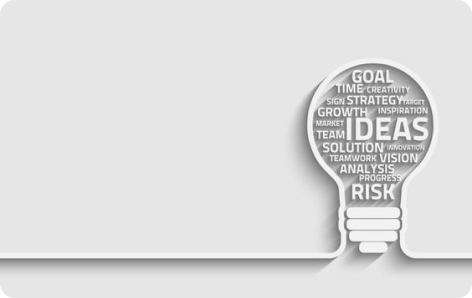 GOAL
TIME CREATIVITY
SIGN STRATEGY TARGET
GROWTH INSPIRATION
MARKET IDEAS
TEAM
SOLUTION INNOVATION
TEAMWORK VISION
ANALYSIS
PROGRESS
RISK